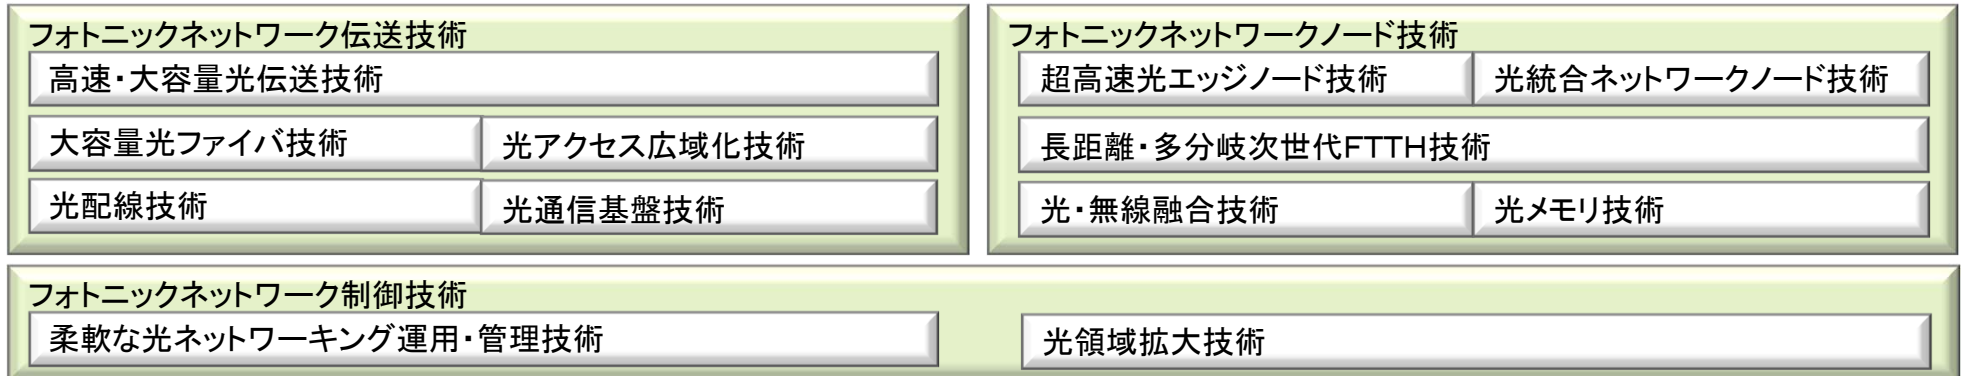 フォトニックネットワーク伝送技術
高速・大容量光伝送技術
大容量光ファイバ技術
光アクセス広域化技術
光配線技術
光通信基盤技術
フォトニックネットワークノード技術
超高速光エッジノード技術
光統合ネットワークノード技術
長距離・多分岐次世代FTTH技術
光・無線融合技術
光メモリ技術
フォトニックネットワーク制御技術
柔軟な光ネットワーキング運用・管理技術
光領域拡大技術